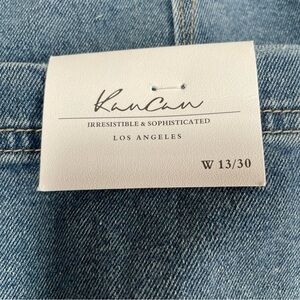 KanCan
IRRESISTIBLE & SOPHISTICATED
LOS ANGELES
W 13/30